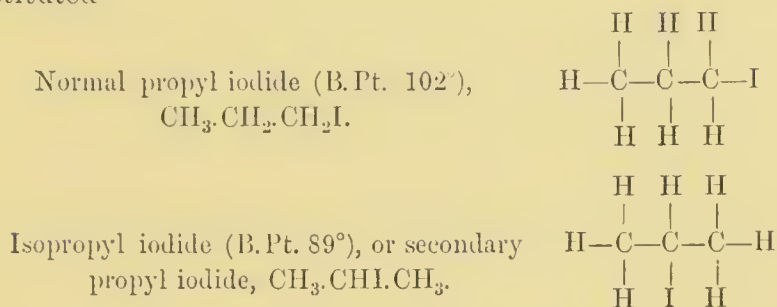 Normal propyl iodide (B.Pt. 102°),
CH₃.CH₂.CH₂I.
H H H
H—C—C—C—I
H H H
Isopropyl iodide (B.Pt. 89°), or secondary
propyl iodide, CH₃.CHI.CH₃.
H H H
H—C—C—C—H
H I H